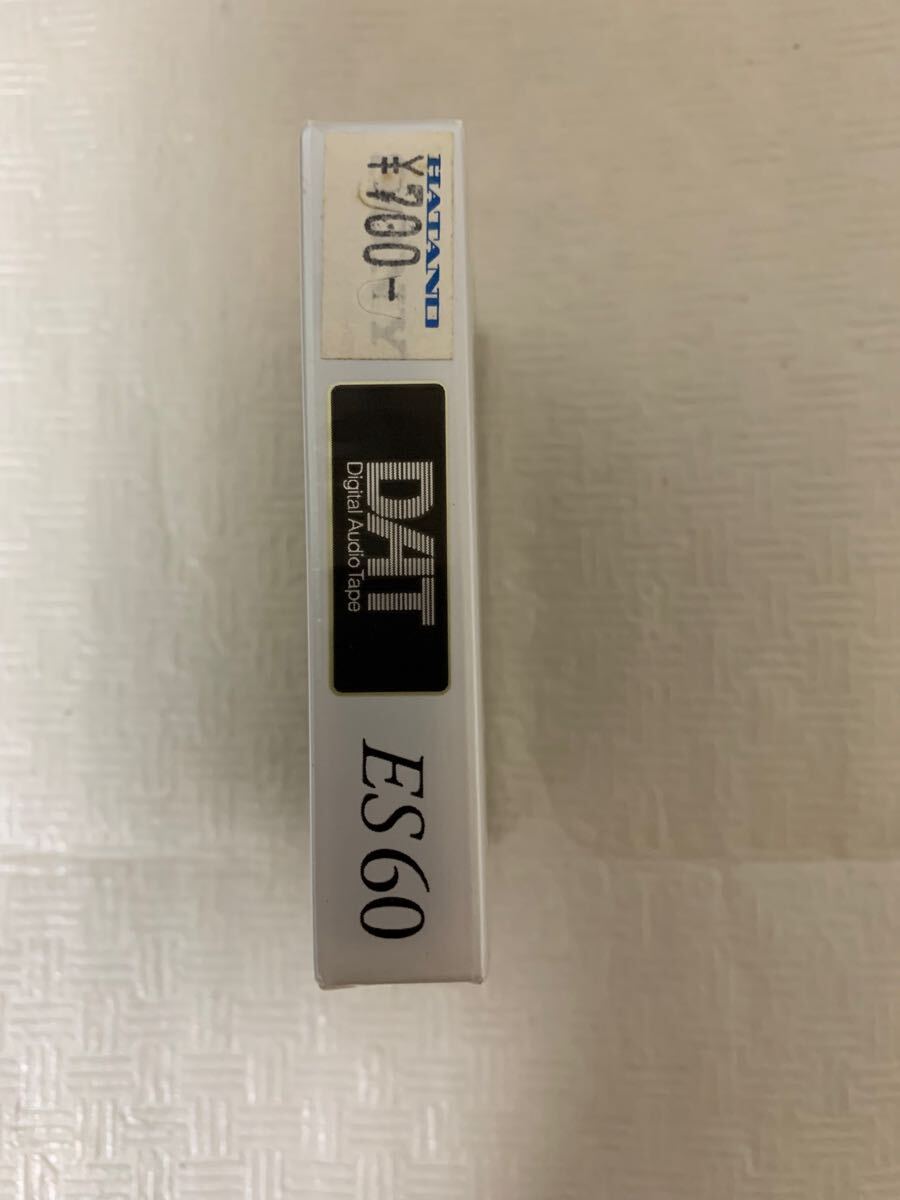 HATANO
¥700-
DAT
Digital Audio Tape
ES60